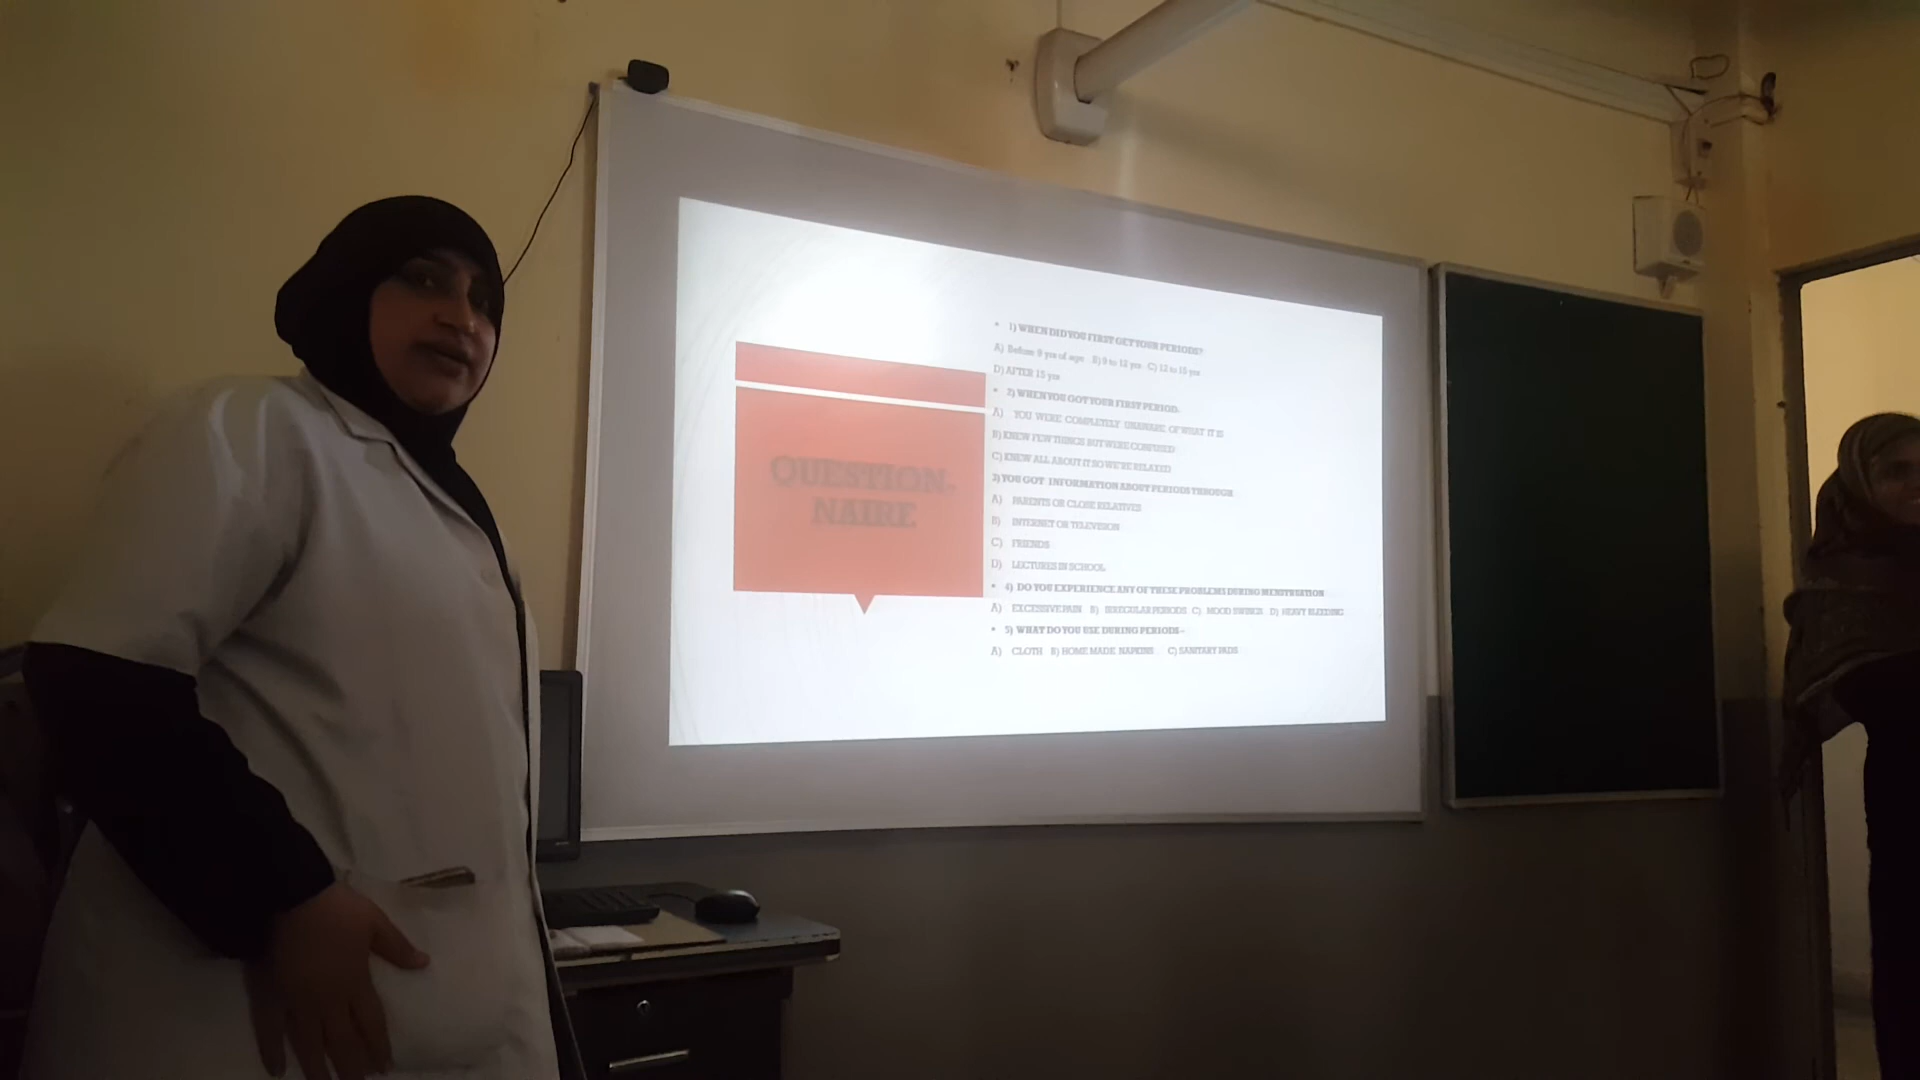 QUESTION-
NAIRE
• 1) WHEN DID YOU FIRST GET YOUR PERIODS?
A) Before 9 yrs of age B) 9 to 12 yrs C) 12 to 15 yrs
D) AFTER 15 yrs
• 2) WHEN YOU GOT YOUR FIRST PERIOD.
A) YOU WERE COMPLETELY UNAWARE OF WHAT IT IS
B) KNEW FEW THINGS BUT WERE CONFUSED
C) KNEW ALL ABOUT IT SO WERE RELAXED
3) YOU GOT INFORMATION ABOUT PERIODS THROUGH
A) PARENTS OR CLOSE RELATIVES
B) INTERNET OR TELEVISION
C) FRIENDS
D) LECTURES IN SCHOOL
• 4) DO YOU EXPERIENCE ANY OF THESE PROBLEMS DURING MENSTRUATION
A) EXCESSIVE PAIN B) IRREGULAR PERIODS C) MOOD SWINGS D) HEAVY BLEEDING
• 5) WHAT DO YOU USE DURING PERIODS-
A) CLOTH B) HOME MADE NAPKINS C) SANITARY PADS